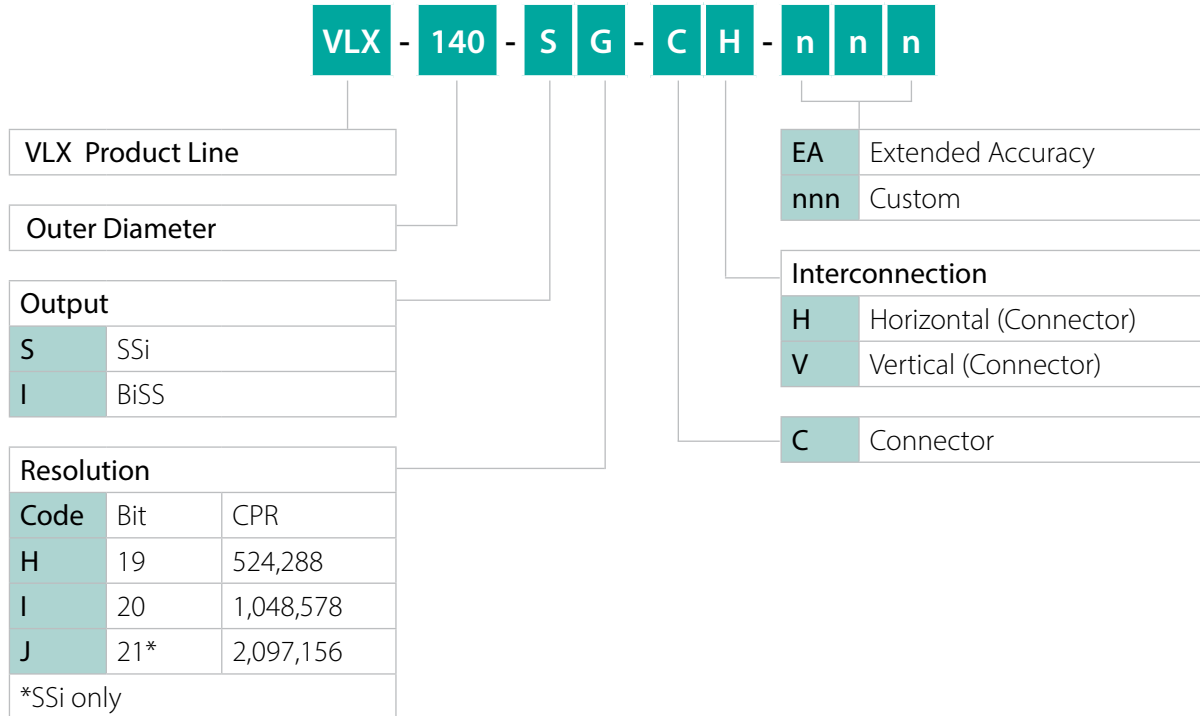 VLX - 140 - S G - C H - n n n
VLX Product Line
Outer Diameter
Output
S SSi
I BiSS
Resolution
Code Bit CPR
H 19 524,288
I 20 1,048,578
J 21* 2,097,156
*SSi only
EA Extended Accuracy
nnn Custom
Interconnection
H Horizontal (Connector)
V Vertical (Connector)
C Connector